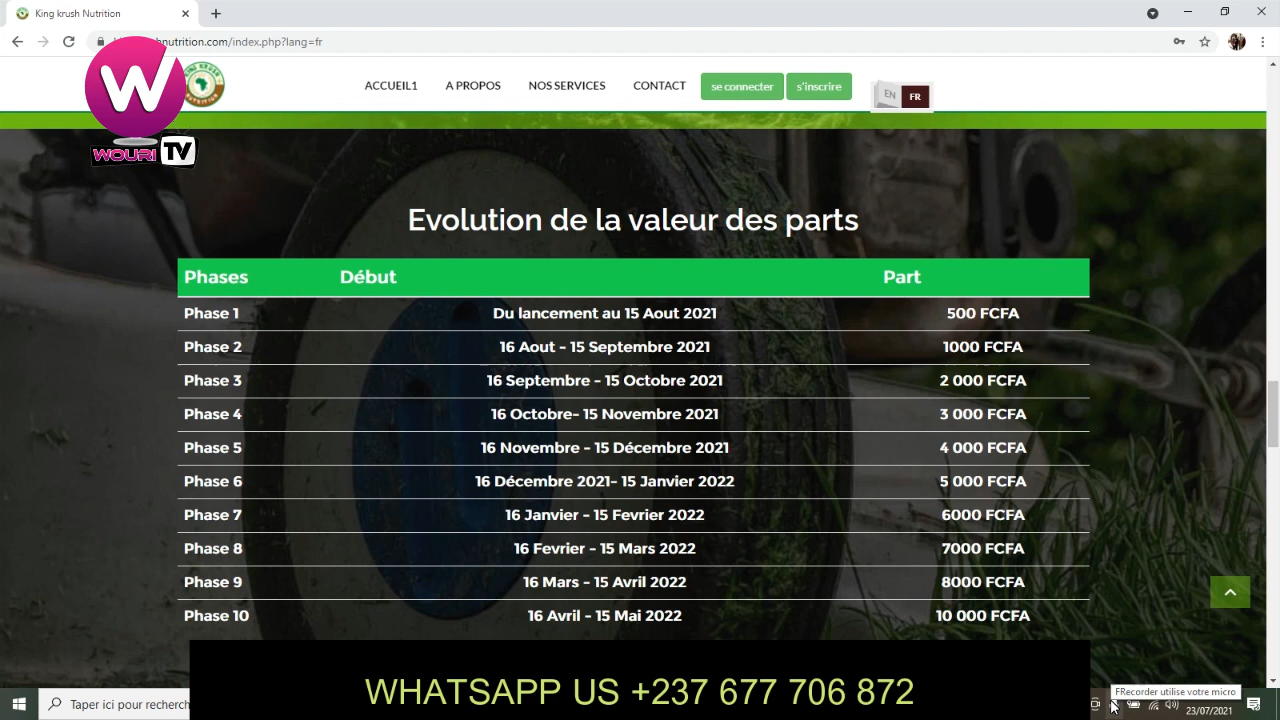 King krush Nutrition
hnutrition.com/index.php?lang=fr
W
WOURI TV
ACCUEIL1 A PROPOS NOS SERVICES CONTACT se connecter s'inscrire EN FR
Evolution de la valeur des parts
Phases Début Part
Phase 1 Du lancement au 15 Aout 2021 500 FCFA
Phase 2 16 Aout - 15 Septembre 2021 1000 FCFA
Phase 3 16 Septembre - 15 Octobre 2021 2 000 FCFA
Phase 4 16 Octobre- 15 Novembre 2021 3 000 FCFA
Phase 5 16 Novembre - 15 Décembre 2021 4 000 FCFA
Phase 6 16 Décembre 2021- 15 Janvier 2022 5 000 FCFA
Phase 7 16 Janvier - 15 Fevrier 2022 6000 FCFA
Phase 8 16 Fevrier - 15 Mars 2022 7000 FCFA
Phase 9 16 Mars - 15 Avril 2022 8000 FCFA
Phase 10 16 Avril - 15 Mai 2022 10 000 FCFA
WHATSAPP US +237 677 706 872
FRecorder utilise votre micro
Taper ici pour recherch
23/07/2021